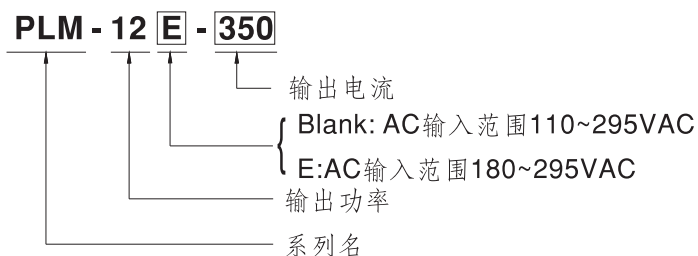 PLM - 12 E - 350
输出电流
Blank: AC输入范围110~295VAC
E:AC输入范围180~295VAC
输出功率
系列名